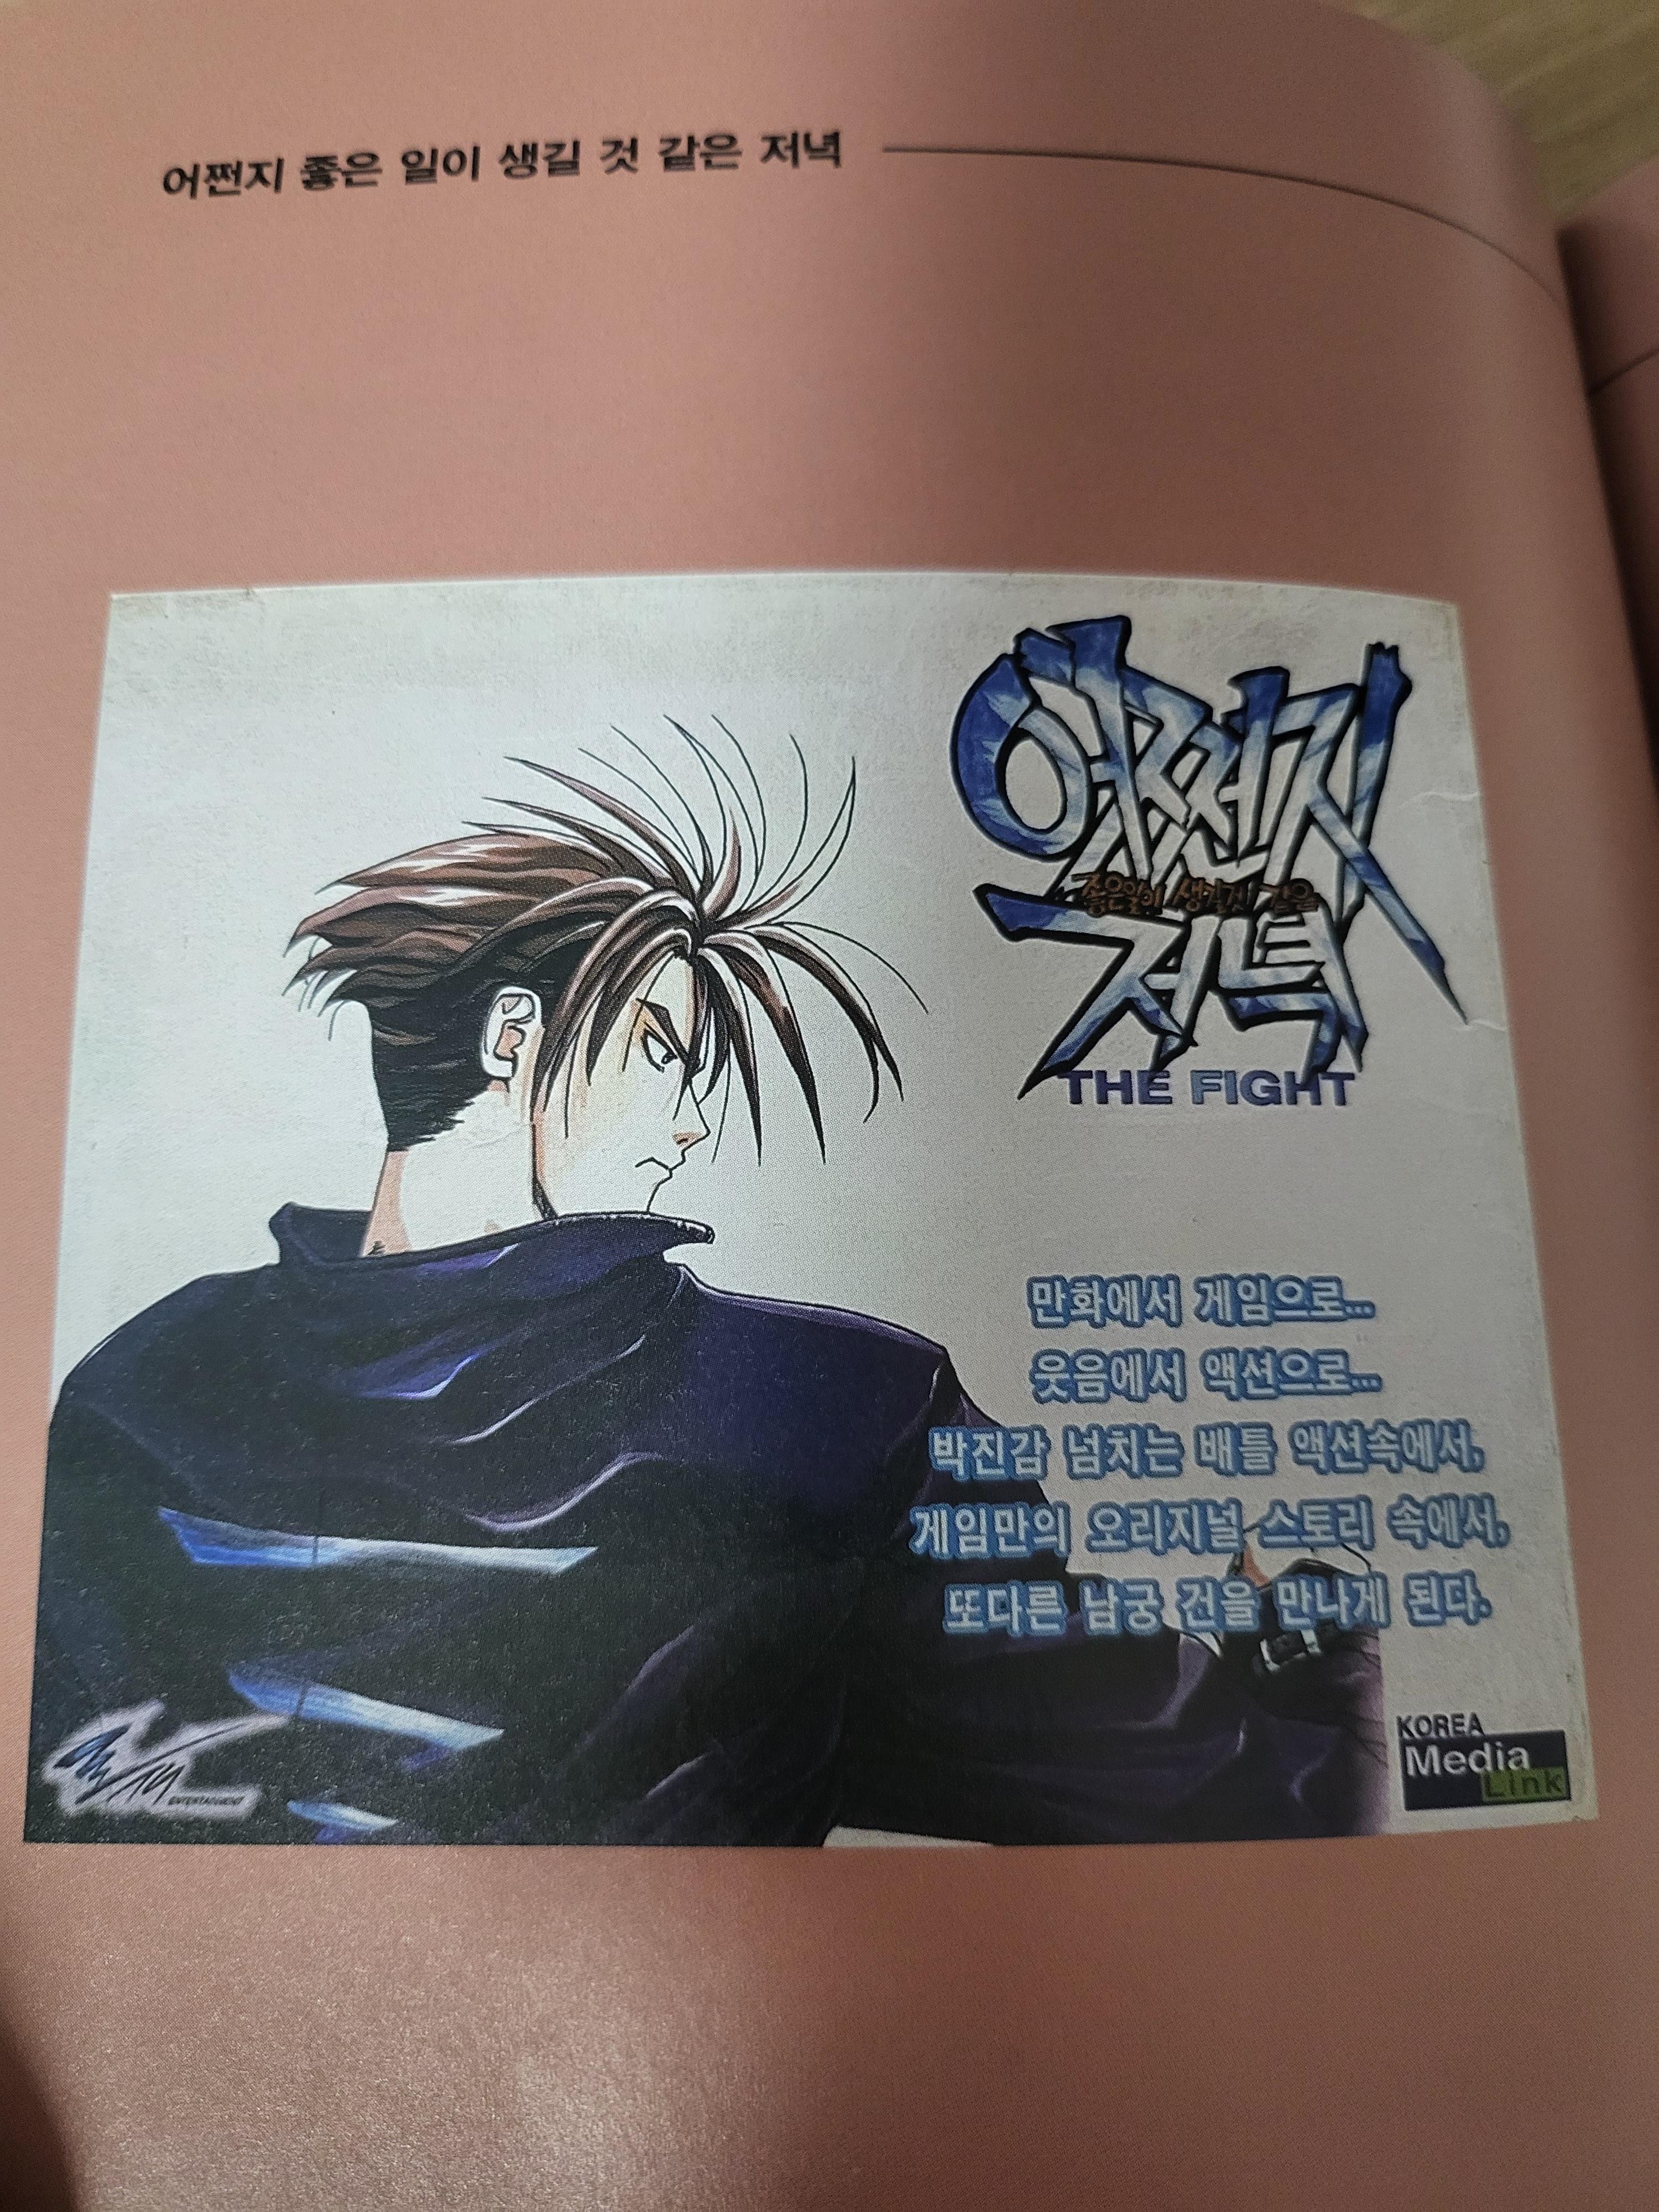 어쩐지 좋은 일이 생길 것 같은 저녁
어쩐지
좋은일이 생길것 같은
저녁
THE FIGHT
만화에서 게임으로...
웃음에서 액션으로...
박진감 넘치는 배틀 액션속에서,
게임만의 오리지널 스토리 속에서,
또다른 남궁 건을 만나게 된다.
ENTERTAINMENT
KOREA
Media
Link